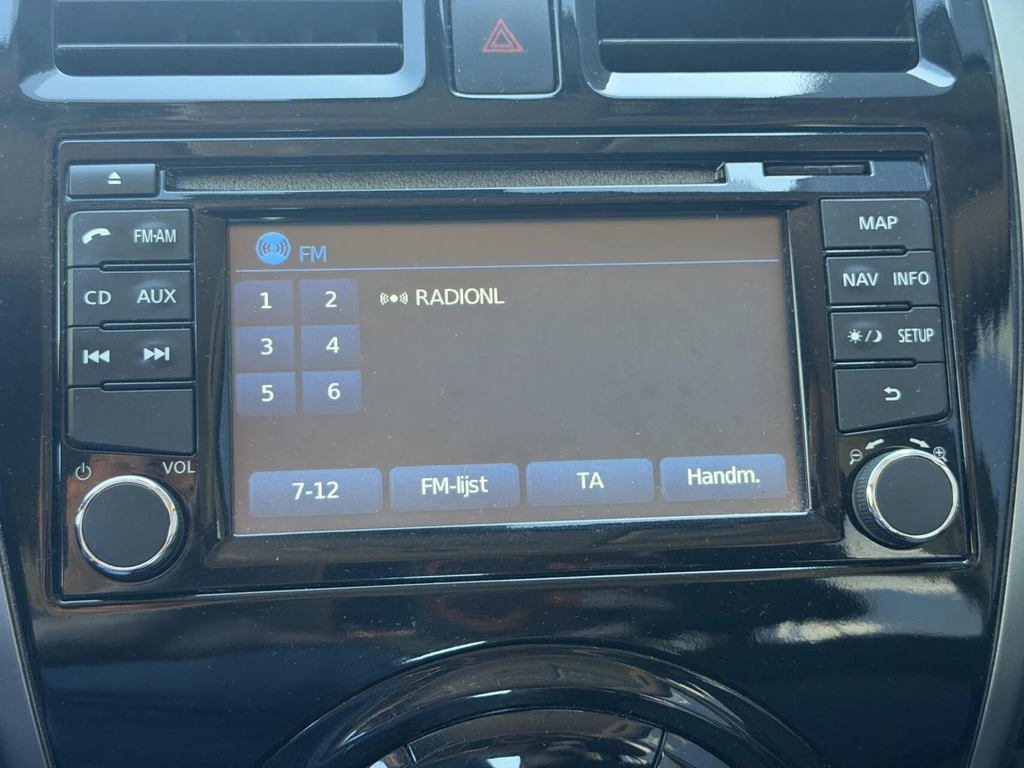 FM·AM
MAP
FM
CD AUX
1 2
RADIONL
NAV INFO
3 4
SETUP
5 6
VOL
7-12 FM-lijst TA Handm.